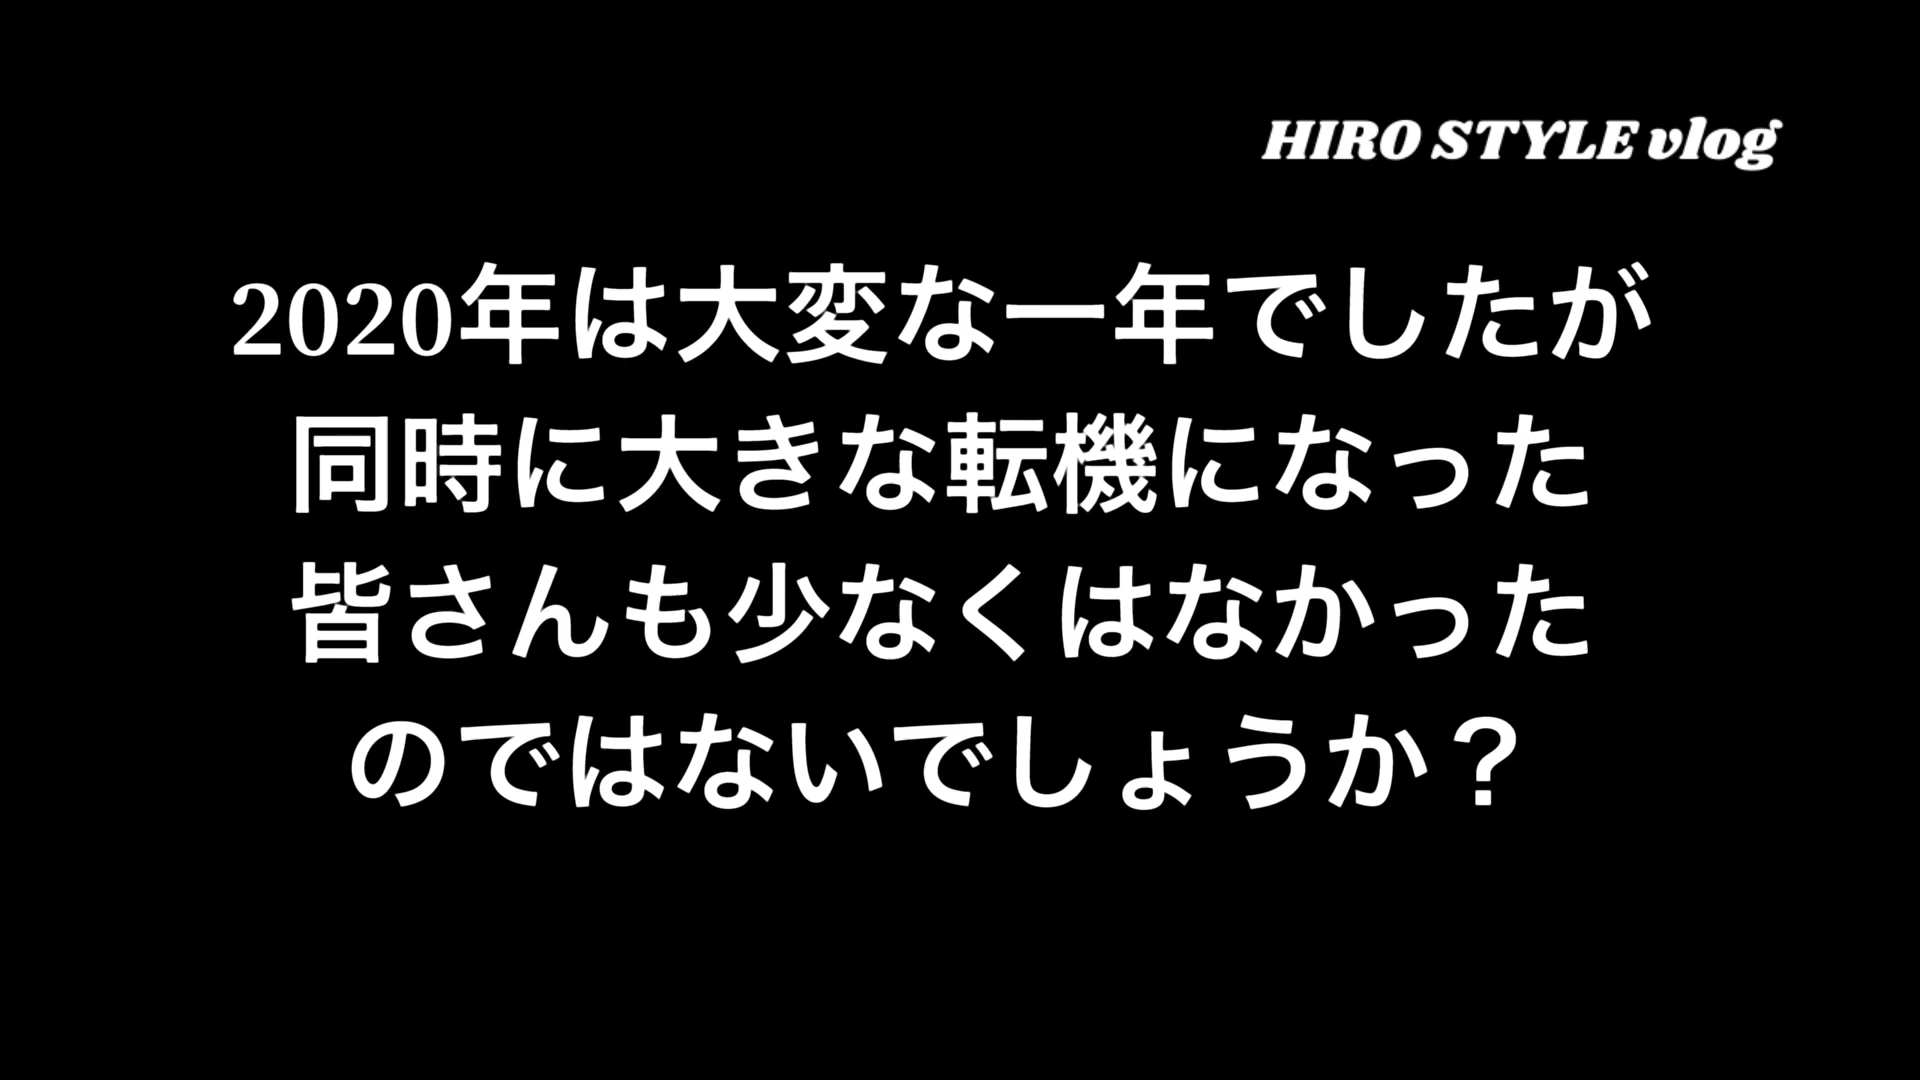 HIRO STYLE vlog
2020年は大変な一年でしたが
同時に大きな転機になった
皆さんも少なくはなかった
のではないでしょうか？